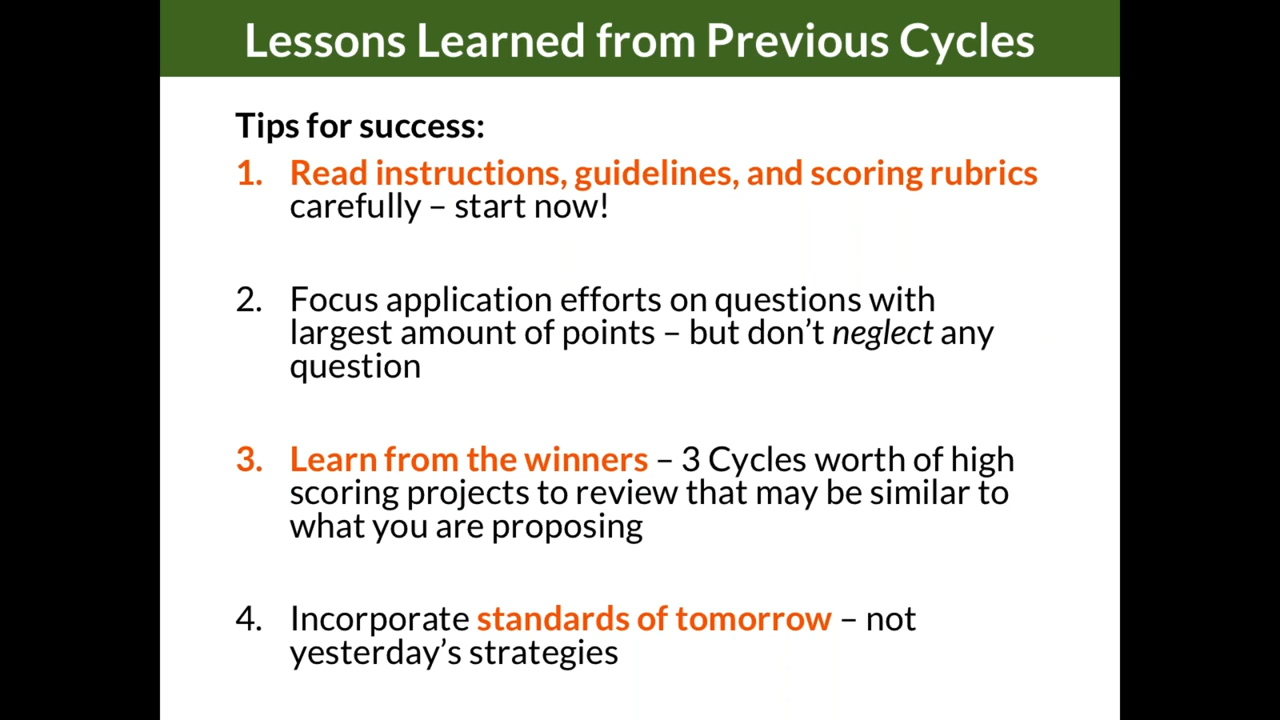 Lessons Learned from Previous Cycles
Tips for success:
1. Read instructions, guidelines, and scoring rubrics
carefully – start now!
2. Focus application efforts on questions with
largest amount of points – but don’t neglect any
question
3. Learn from the winners – 3 Cycles worth of high
scoring projects to review that may be similar to
what you are proposing
4. Incorporate standards of tomorrow – not
yesterday’s strategies